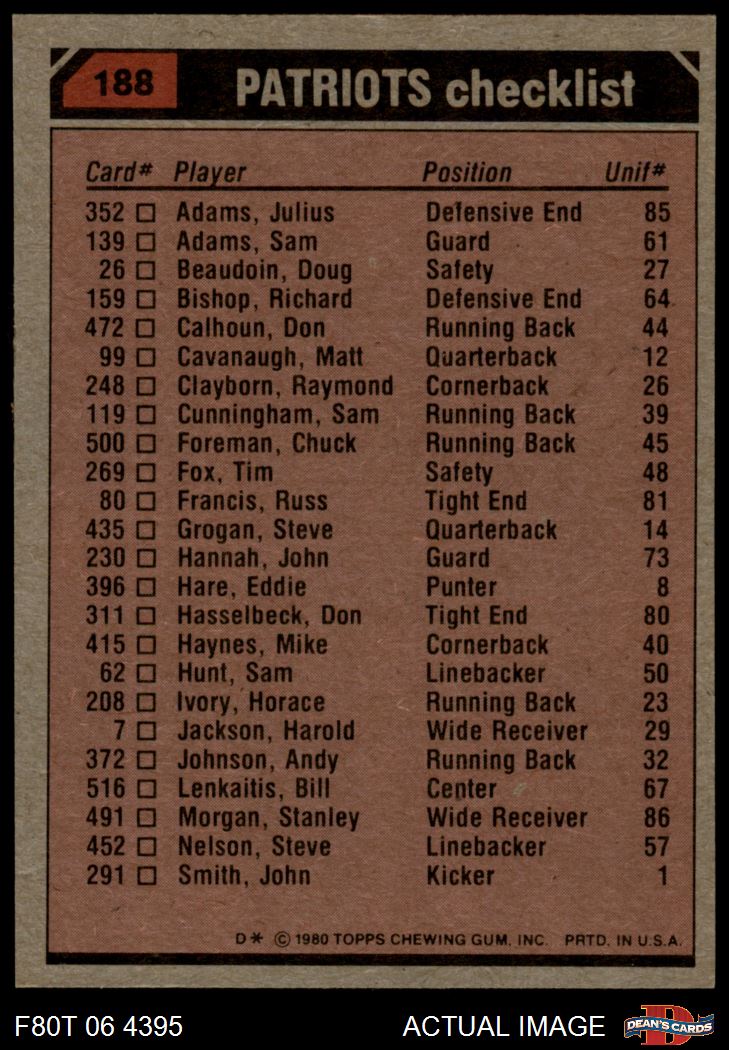 188 PATRIOTS checklist
Card# Player Position Unif#
352 Adams, Julius Defensive End 85
139 Adams, Sam Guard 61
26 Beaudoin, Doug Safety 27
159 Bishop, Richard Defensive End 64
472 Calhoun, Don Running Back 44
99 Cavanaugh, Matt Quarterback 12
248 Clayborn, Raymond Cornerback 26
119 Cunningham, Sam Running Back 39
500 Foreman, Chuck Running Back 45
269 Fox, Tim Safety 48
80 Francis, Russ Tight End 81
435 Grogan, Steve Quarterback 14
230 Hannah, John Guard 73
396 Hare, Eddie Punter 8
311 Hasselbeck, Don Tight End 80
415 Haynes, Mike Cornerback 40
62 Hunt, Sam Linebacker 50
208 Ivory, Horace Running Back 23
7 Jackson, Harold Wide Receiver 29
372 Johnson, Andy Running Back 32
516 Lenkaitis, Bill Center 67
491 Morgan, Stanley Wide Receiver 86
452 Nelson, Steve Linebacker 57
291 Smith, John Kicker 1
D* © 1980 TOPPS CHEWING GUM, INC. PRTD. IN U.S.A.
F80T 06 4395 ACTUAL IMAGE D DEAN'S CARDS